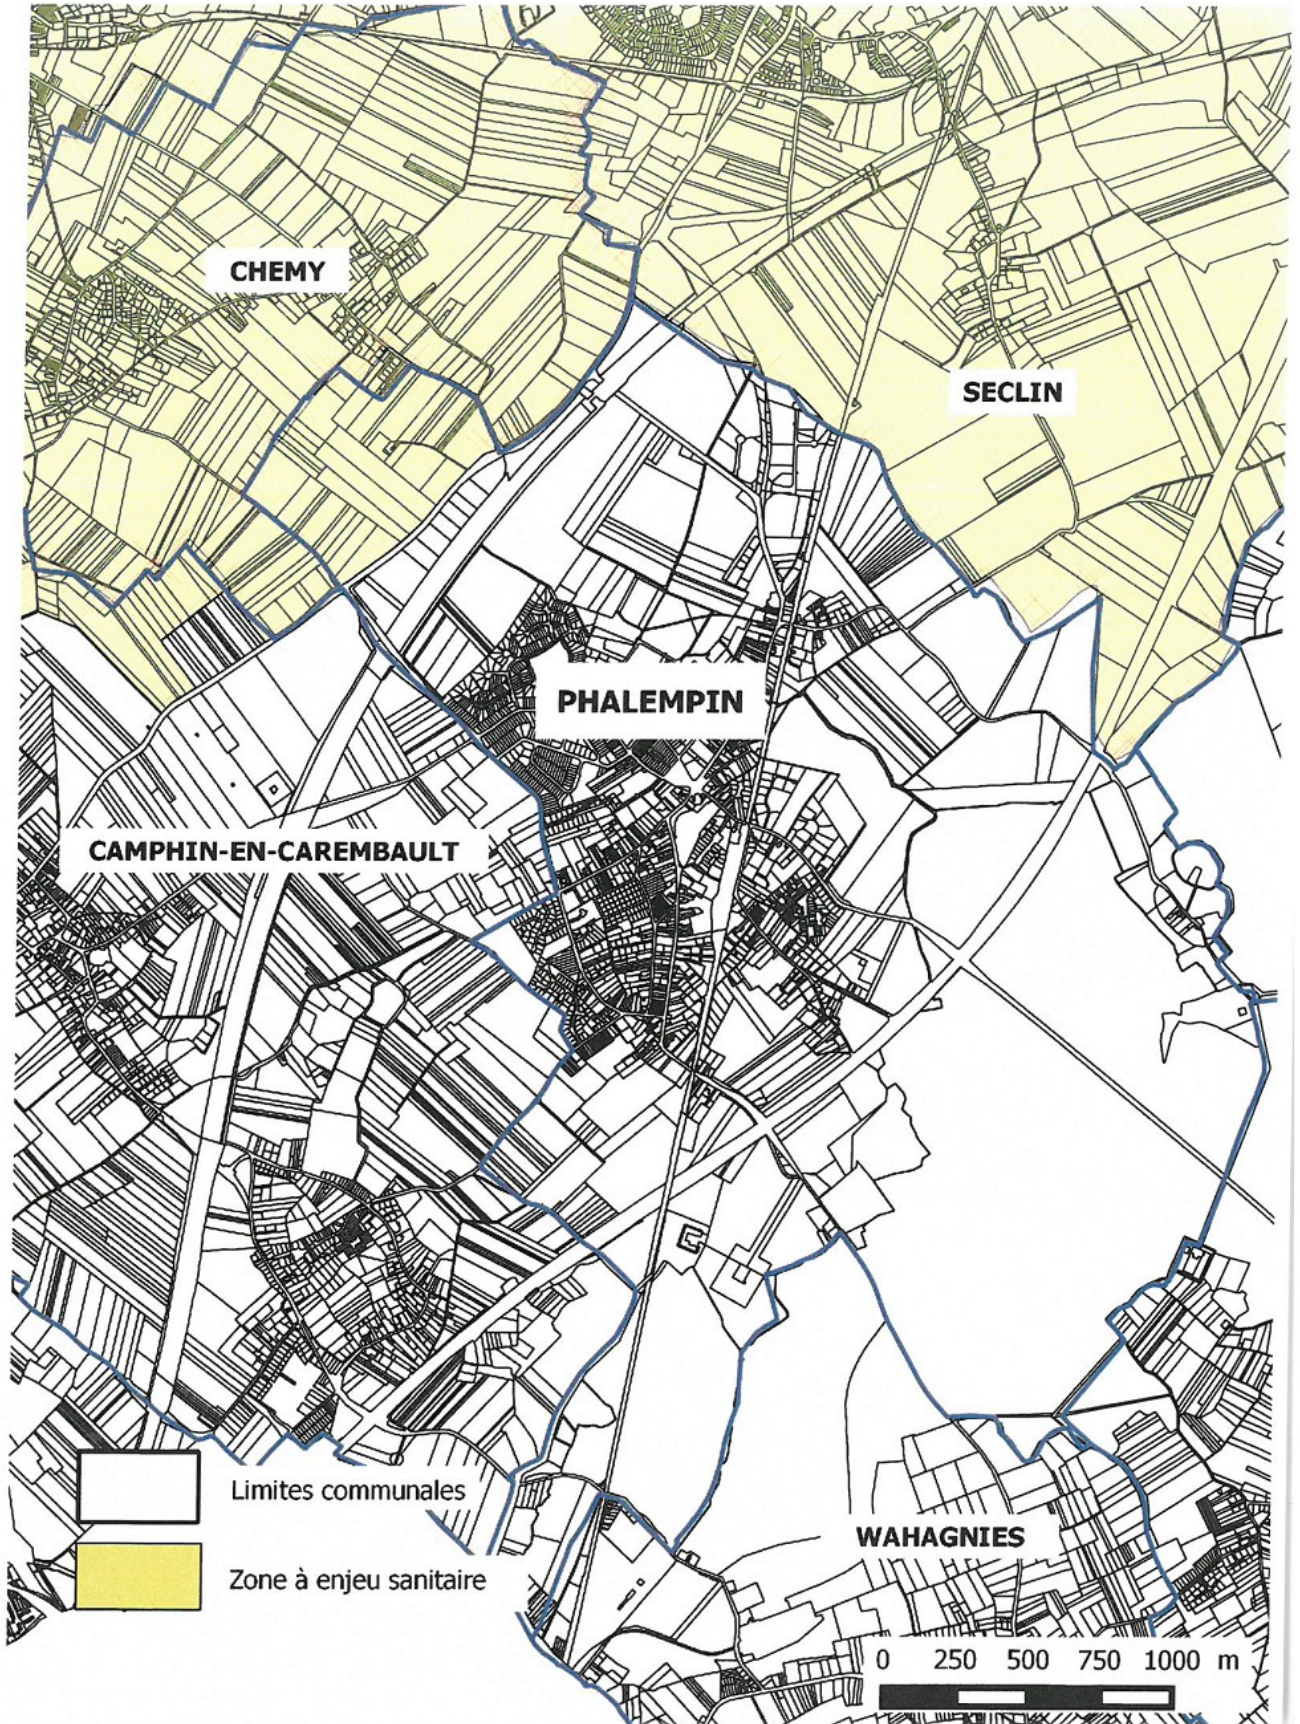 CHEMY
SECLIN
PHALEMPIN
CAMPHIN-EN-CAREMBAULT
Limites communales
Zone à enjeu sanitaire
WAHAGNIES
0 250 500 750 1000 m